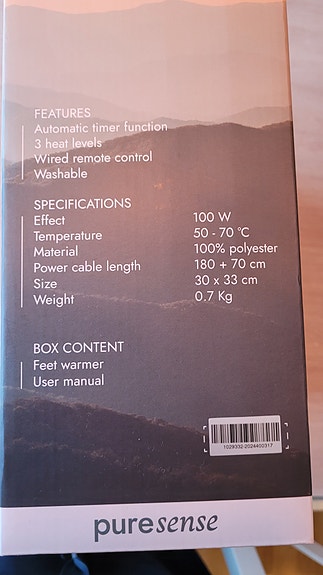 FEATURES
Automatic timer function
3 heat levels
Wired remote control
Washable
SPECIFICATIONS
Effect 100 W
Temperature 50 - 70 °C
Material 100% polyester
Power cable length 180 + 70 cm
Size 30 x 33 cm
Weight 0.7 Kg
BOX CONTENT
Feet warmer
User manual
1029332-2024400317
puresense